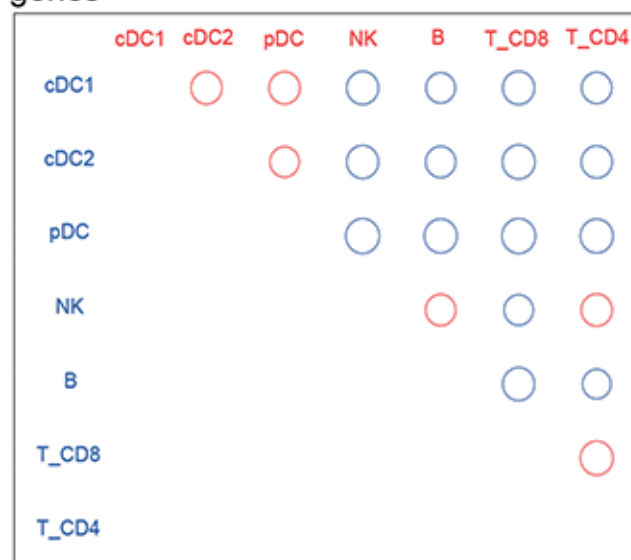 genes
cDC1 cDC2 pDC NK B T_CD8 T_CD4
cDC1
cDC2
pDC
NK
B
T_CD8
T_CD4